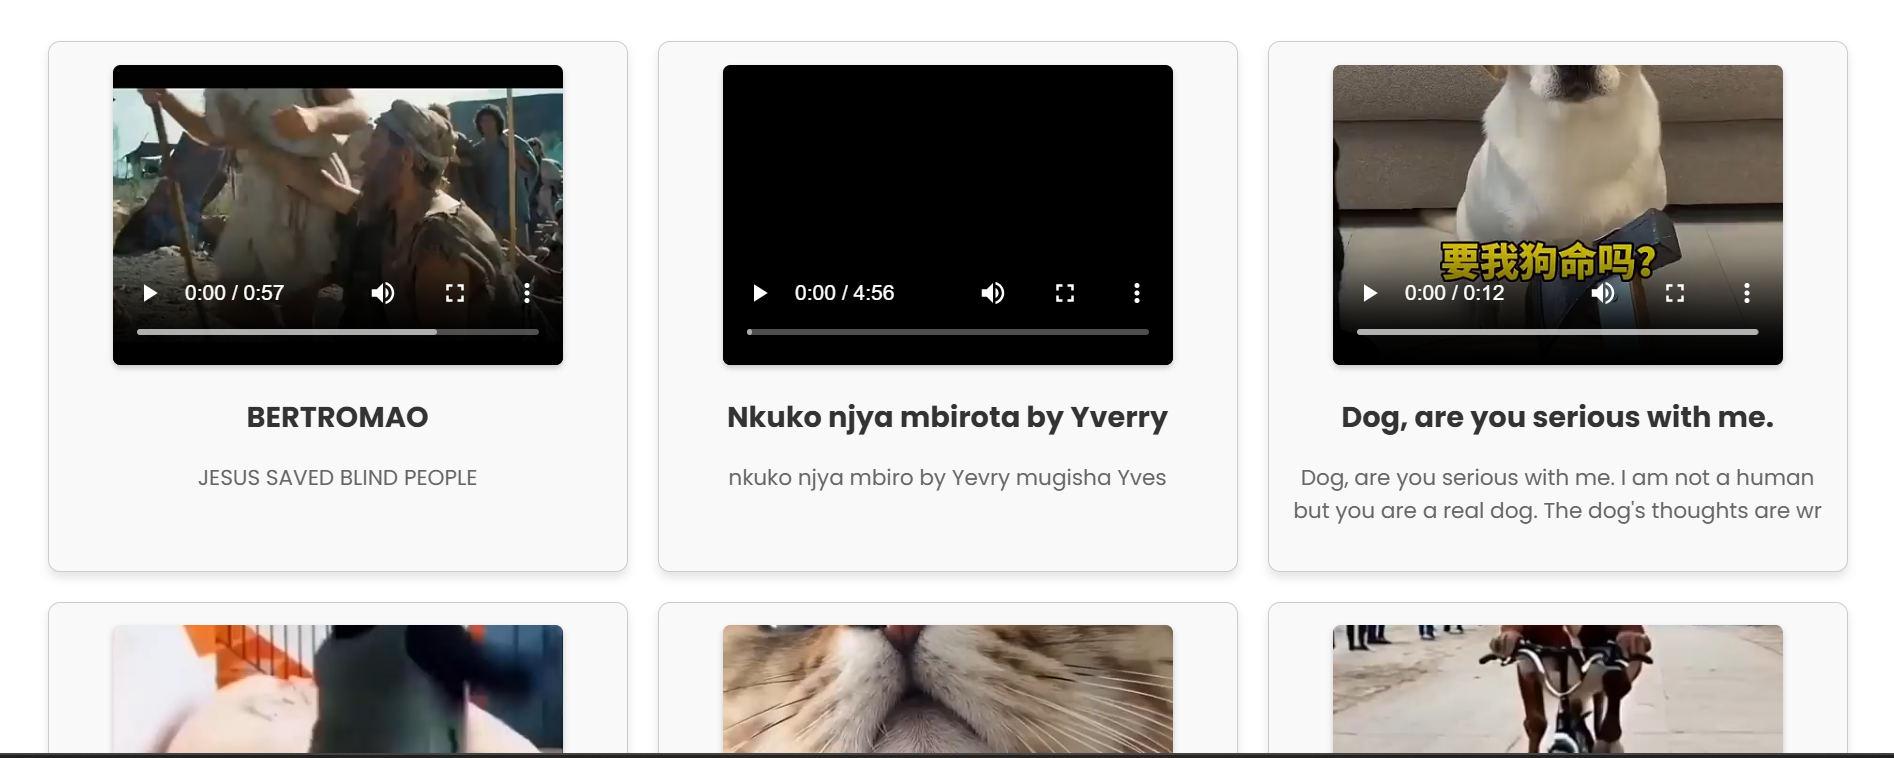 要我狗命吗?
0:00 / 0:57
0:00 / 4:56
0:00 / 0:12
BERTROMAO
Nkuko njya mbirota by Yverry
Dog, are you serious with me.
JESUS SAVED BLIND PEOPLE
nkuko njya mbiro by Yevry mugisha Yves
Dog, are you serious with me. I am not a human
but you are a real dog. The dog's thoughts are wr